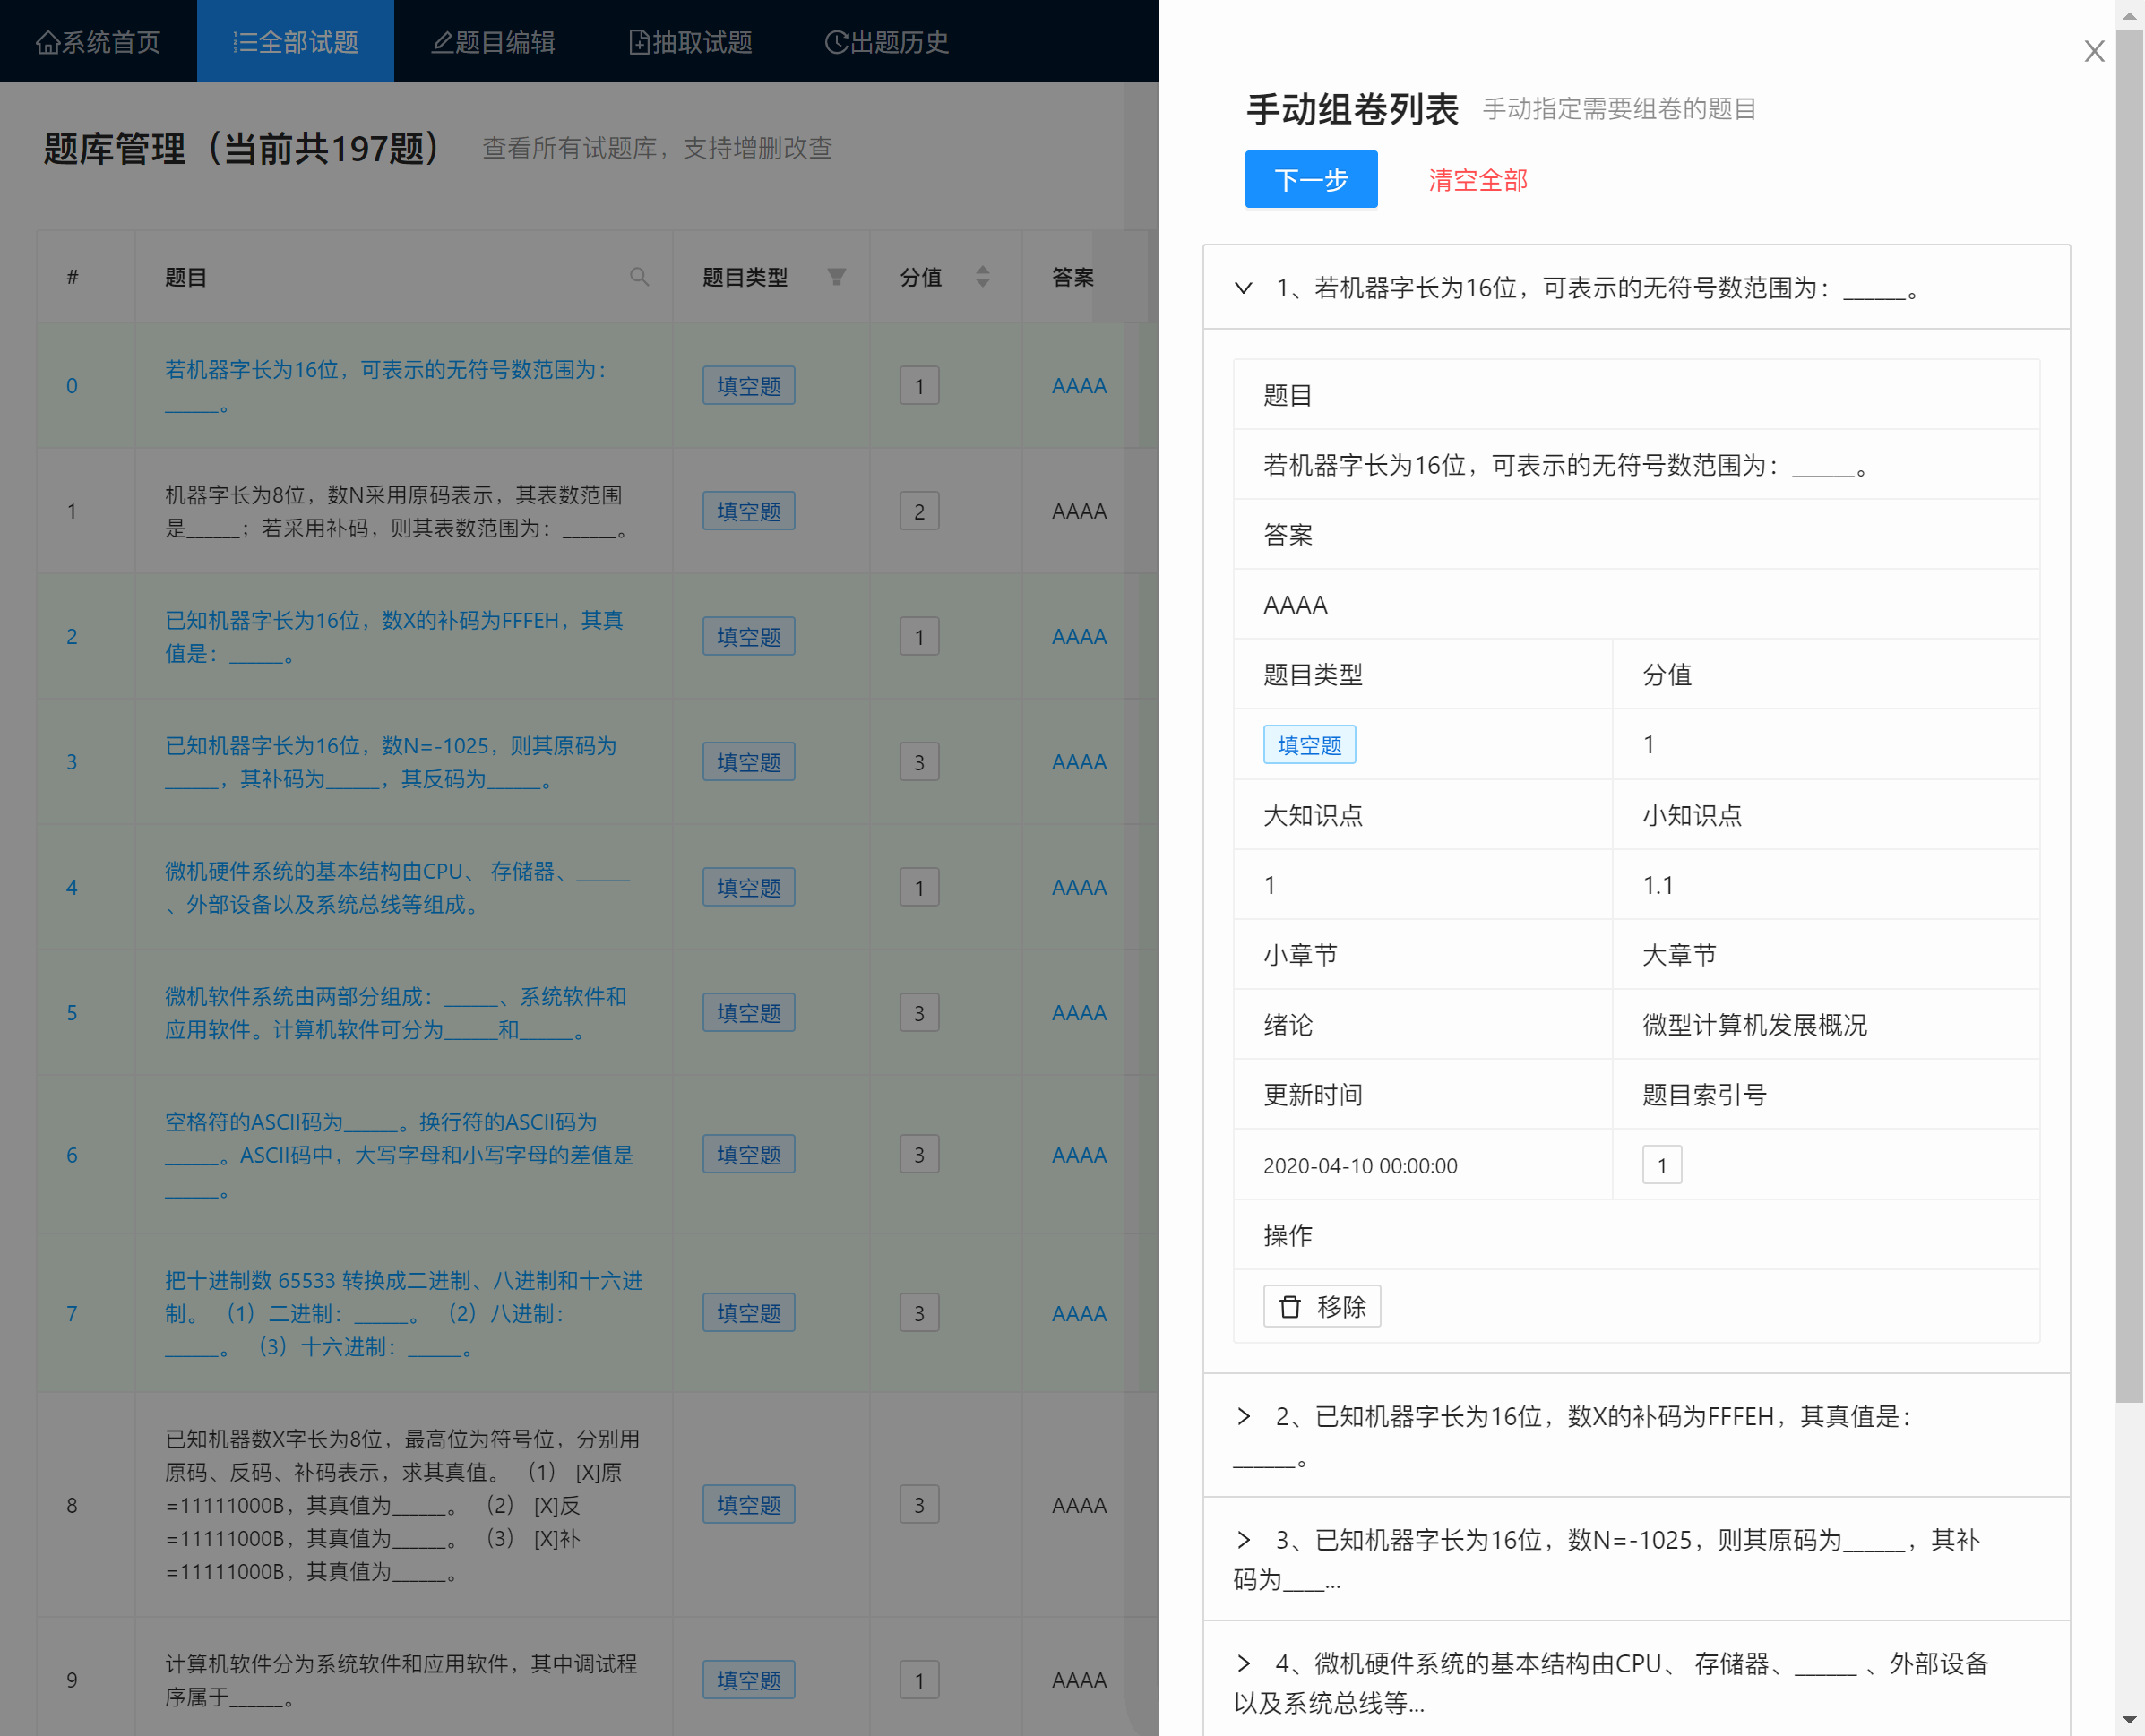 系统首页 全部试题 题目编辑 抽取试题 出题历史
题库管理（当前共197题） 查看所有试题库，支持增删改查
# 题目 题目类型 分值 答案
0 若机器字长为16位，可表示的无符号数范围为： 填空题 1 AAAA
______。
1 机器字长为8位，数N采用原码表示，其表数范围 填空题 2 AAAA
是______；若采用补码，则其表数范围为：______。
2 已知机器字长为16位，数X的补码为FFFEH，其真 填空题 1 AAAA
值是：______。
3 已知机器字长为16位，数N=-1025，则其原码为 填空题 3 AAAA
______，其补码为______，其反码为______。
4 微机硬件系统的基本结构由CPU、 存储器、______ 填空题 1 AAAA
、外部设备以及系统总线等组成。
5 微机软件系统由两部分组成：______、系统软件和 填空题 3 AAAA
应用软件。计算机软件可分为______和______。
空格符的ASCII码为______。换行符的ASCII码为
6 ______。ASCII码中，大写字母和小写字母的差值是 填空题 3 AAAA
______。
把十进制数 65533 转换成二进制、八进制和十六进
7 制。 （1）二进制：______。 （2）八进制： 填空题 3 AAAA
______。 （3）十六进制：______。
已知机器数X字长为8位，最高位为符号位，分别用
原码、反码、补码表示，求其真值。 （1） [X]原
8 =11111000B，其真值为______。 （2） [X]反 填空题 3 AAAA
=11111000B，其真值为______。 （3） [X]补
=11111000B，其真值为______。
9 计算机软件分为系统软件和应用软件，其中调试程 填空题 1 AAAA
序属于______。
手动组卷列表 手动指定需要组卷的题目
下一步 清空全部
1、若机器字长为16位，可表示的无符号数范围为：______。
题目
若机器字长为16位，可表示的无符号数范围为：______。
答案
AAAA
题目类型 分值
填空题 1
大知识点 小知识点
1 1.1
小章节 大章节
绪论 微型计算机发展概况
更新时间 题目索引号
2020-04-10 00:00:00 1
操作
移除
2、已知机器字长为16位，数X的补码为FFFEH，其真值是：
______。
3、已知机器字长为16位，数N=-1025，则其原码为______，其补
码为____...
4、微机硬件系统的基本结构由CPU、 存储器、______ 、外部设备
以及系统总线等...